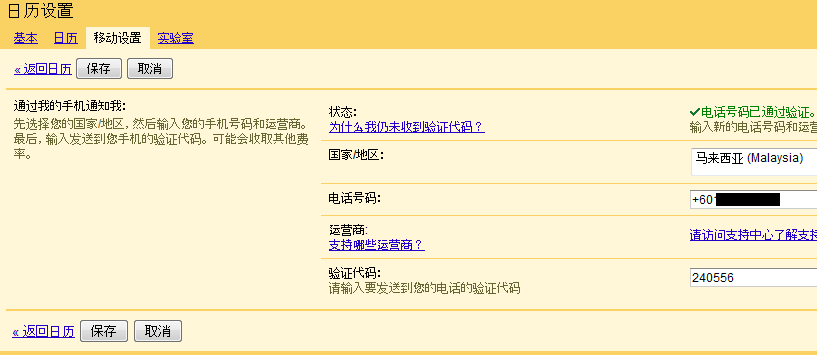 日历设置
基本 日历 移动设置 实验室
« 返回日历 保存 取消
通过我的手机通知我:
先选择您的国家/地区, 然后输入您的手机号码和运营商。
最后, 输入发送到您手机的验证代码。可能会收取其他费
率。
状态:
为什么我仍未收到验证代码？
✔电话号码已通过验证。
输入新的电话号码和运营
国家/地区:
马来西亚 (Malaysia)
电话号码:
+601
运营商:
支持哪些运营商？
请访问支持中心了解支持
验证代码:
请输入要发送到您的电话的验证代码
240556
« 返回日历 保存 取消